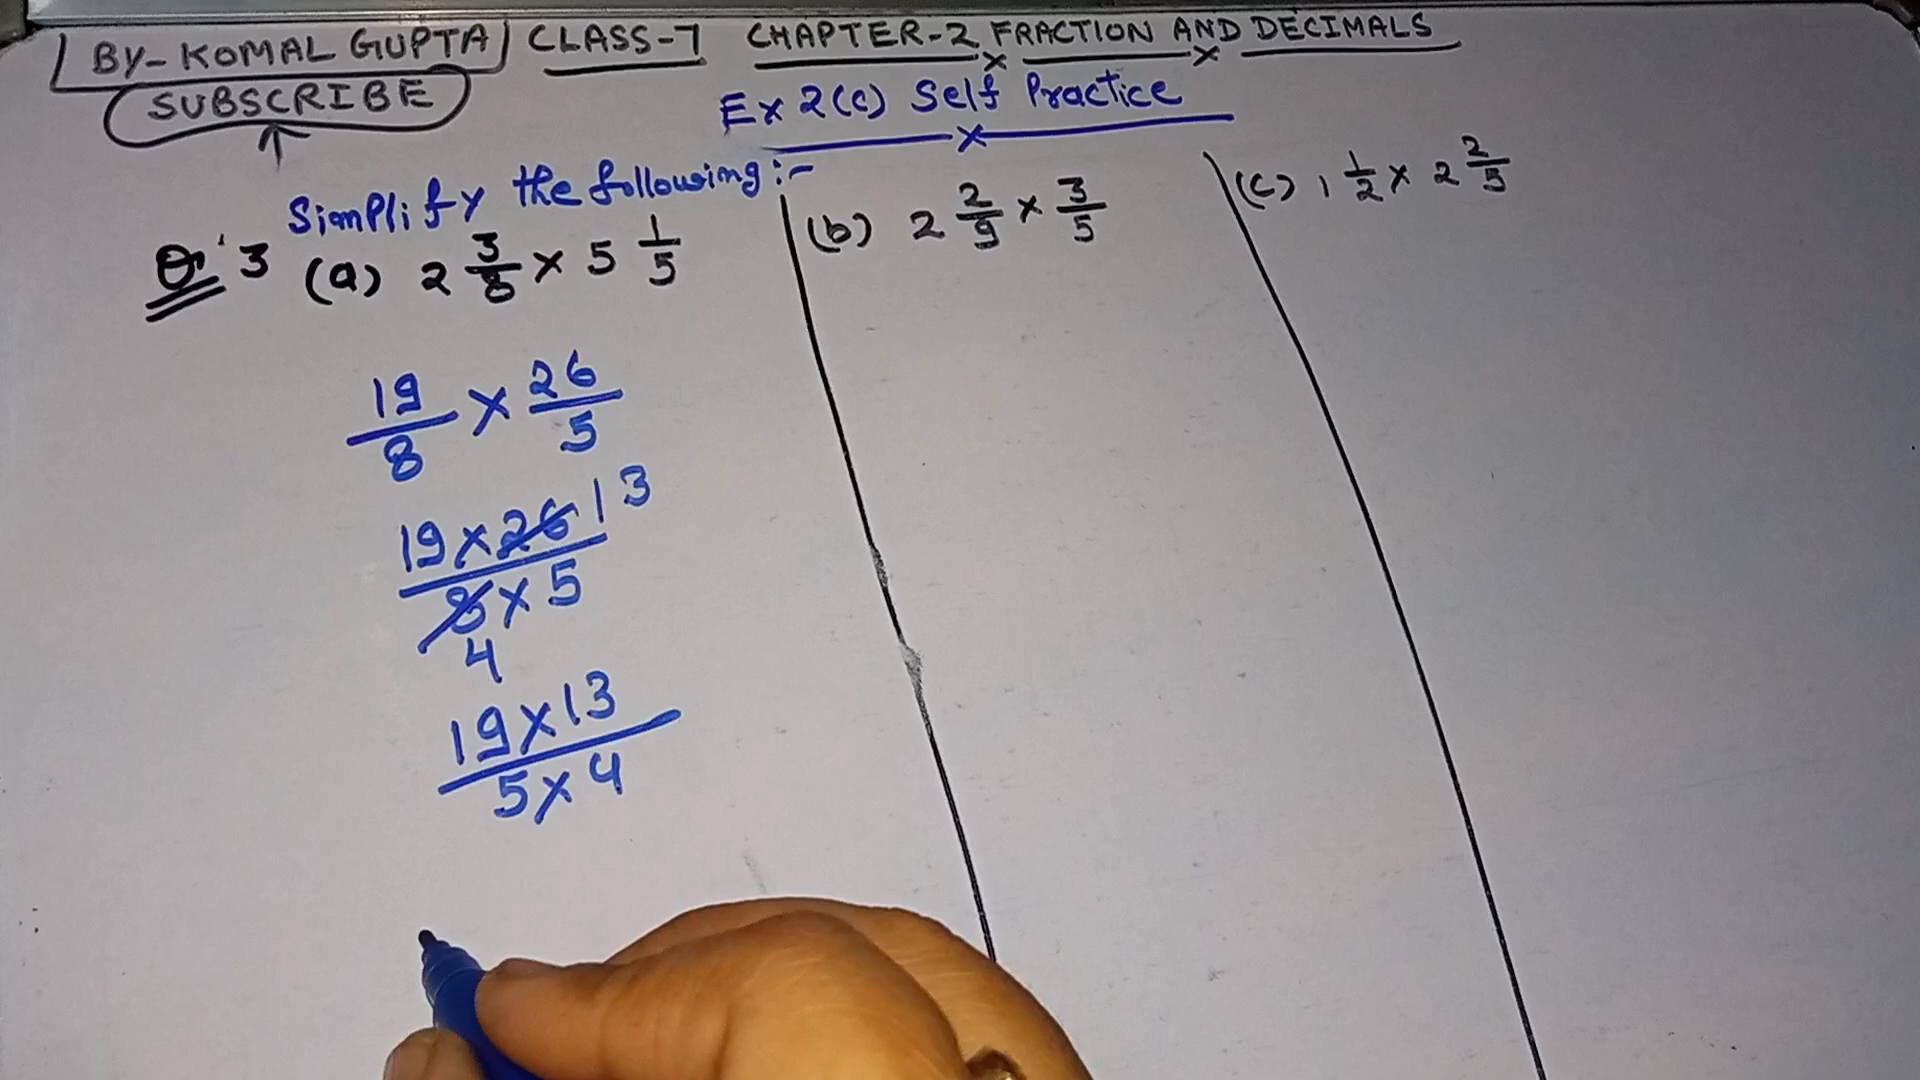 BY-KOMAL GUPTA CLASS-7 CHAPTER-2 FRACTION AND DECIMALS
SUBSCRIBE
Ex 2(c) Self Practice
Simplify the following:-
Q.3 (a) 2 3/8 × 5 1/5
19/8 × 26/5
19×26 13
8×5
4
19×13
5×4
(b) 2 2/9 × 3/5
(c) 1 1/2 × 2 2/5